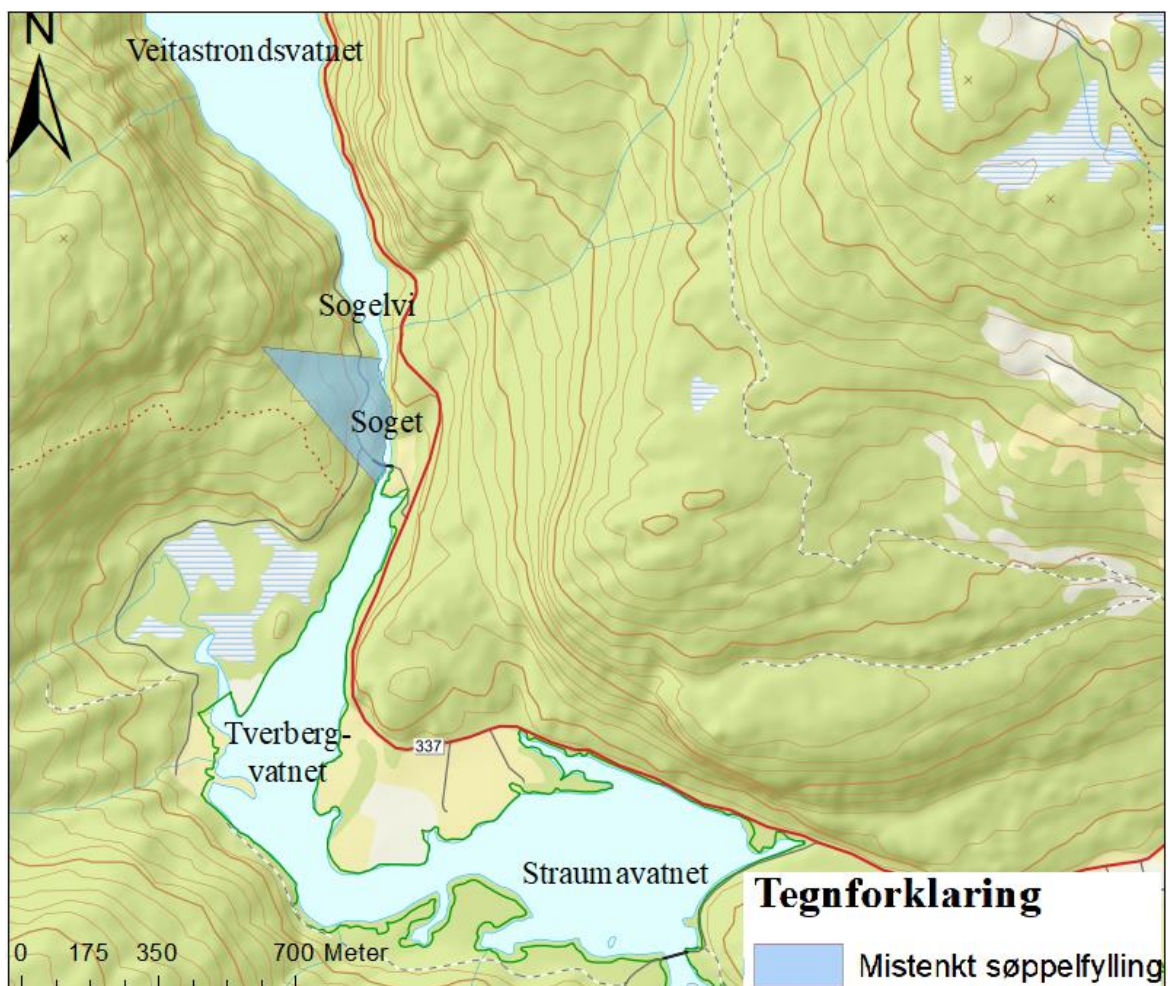 N
Veitastrondsvatnet
Sogelvi
Soget
Tverberg-
vatnet
337
Straumavatnet
Tegnforklaring
Mistenkt søppelfylling
0 175 350 700 Meter